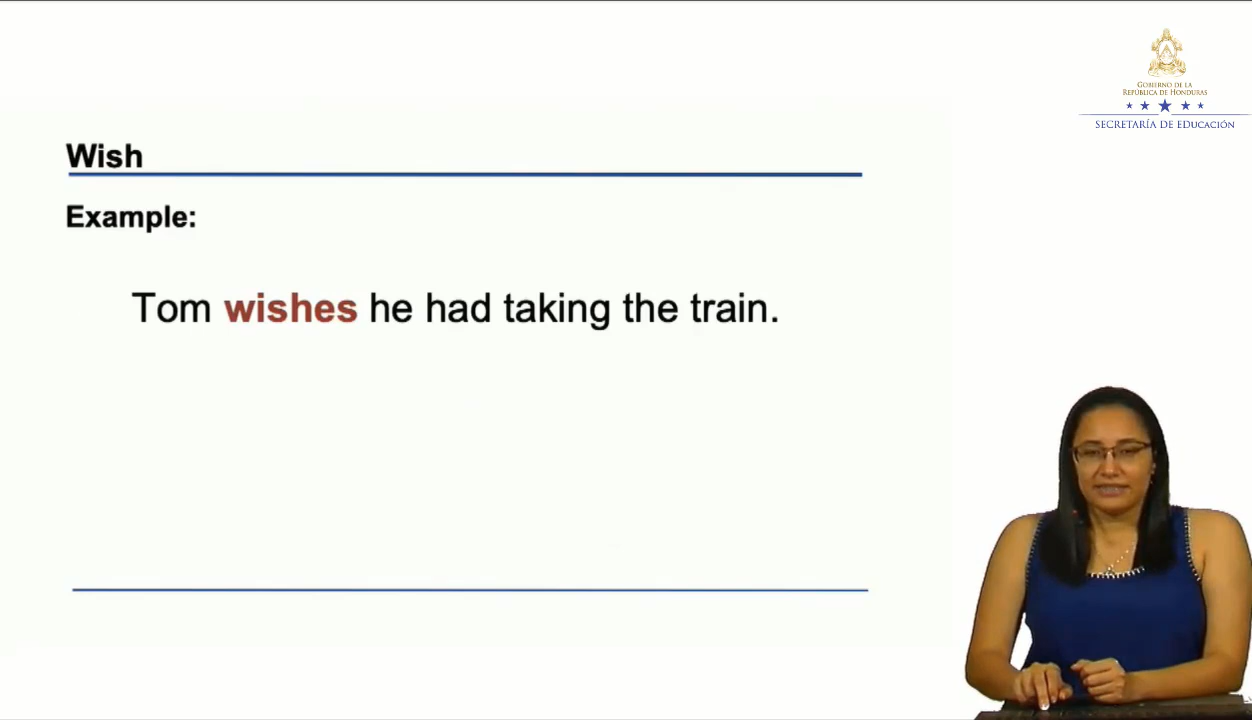 GOBIERNO DE LA
REPÚBLICA DE HONDURAS
SECRETARÍA DE EDUCACIÓN
Wish
Example:
Tom wishes he had taking the train.